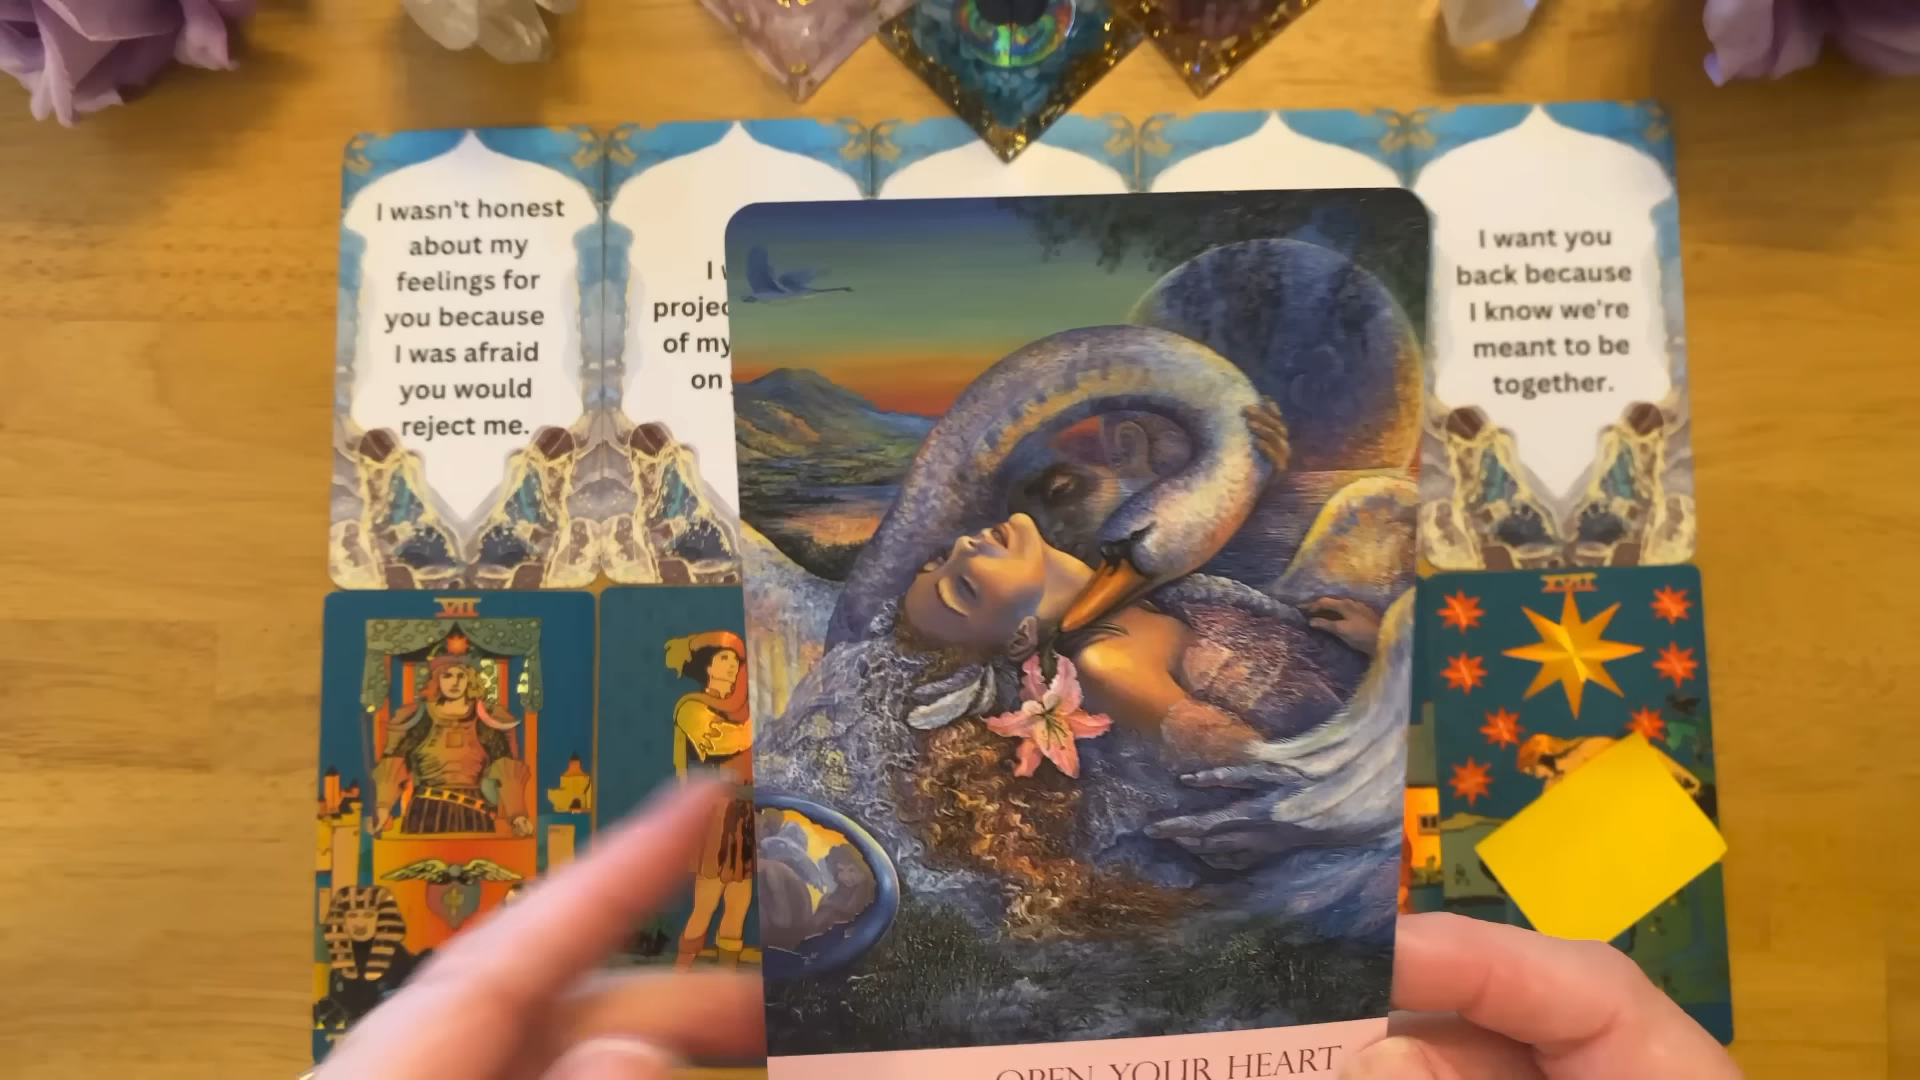 I wasn't honest
about my
feelings for
you because
I was afraid
you would
reject me.
I
of my
on
I want you
back because
I know we're
meant to be
together.
VII
XVII
OPEN YOUR HEART